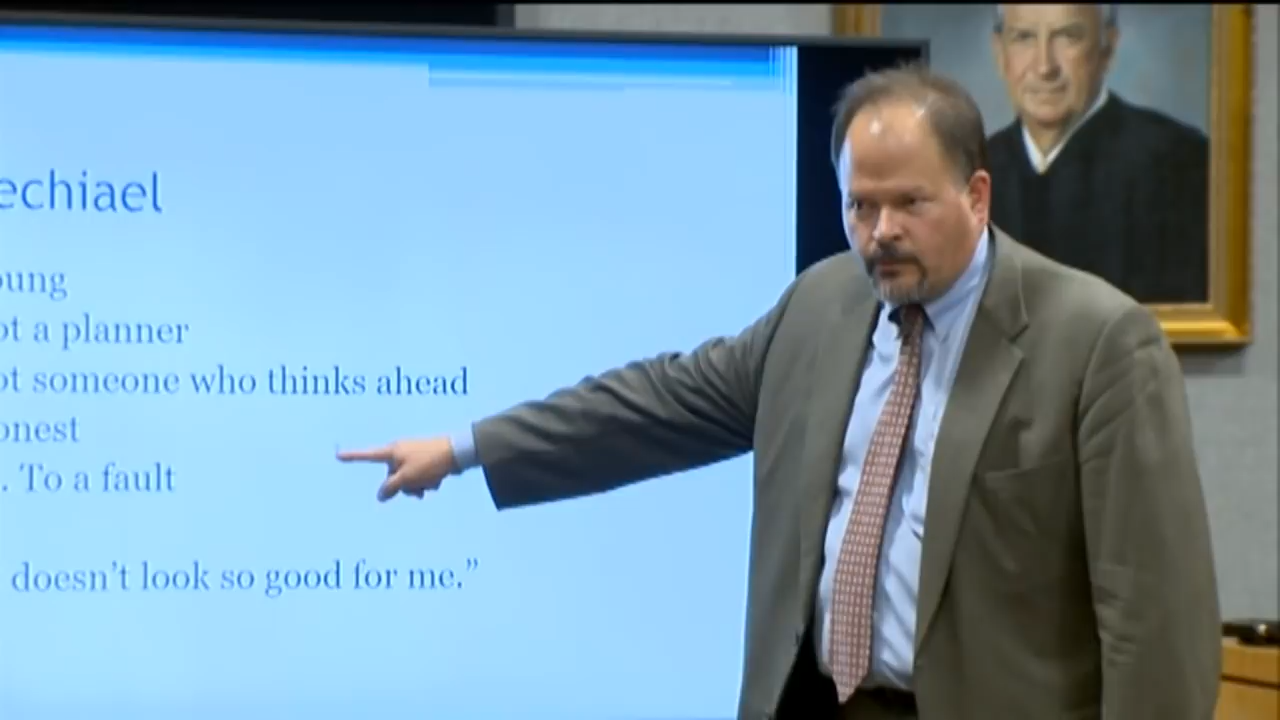 echiael
oung
ot a planner
ot someone who thinks ahead
onest
. To a fault
doesn't look so good for me.”